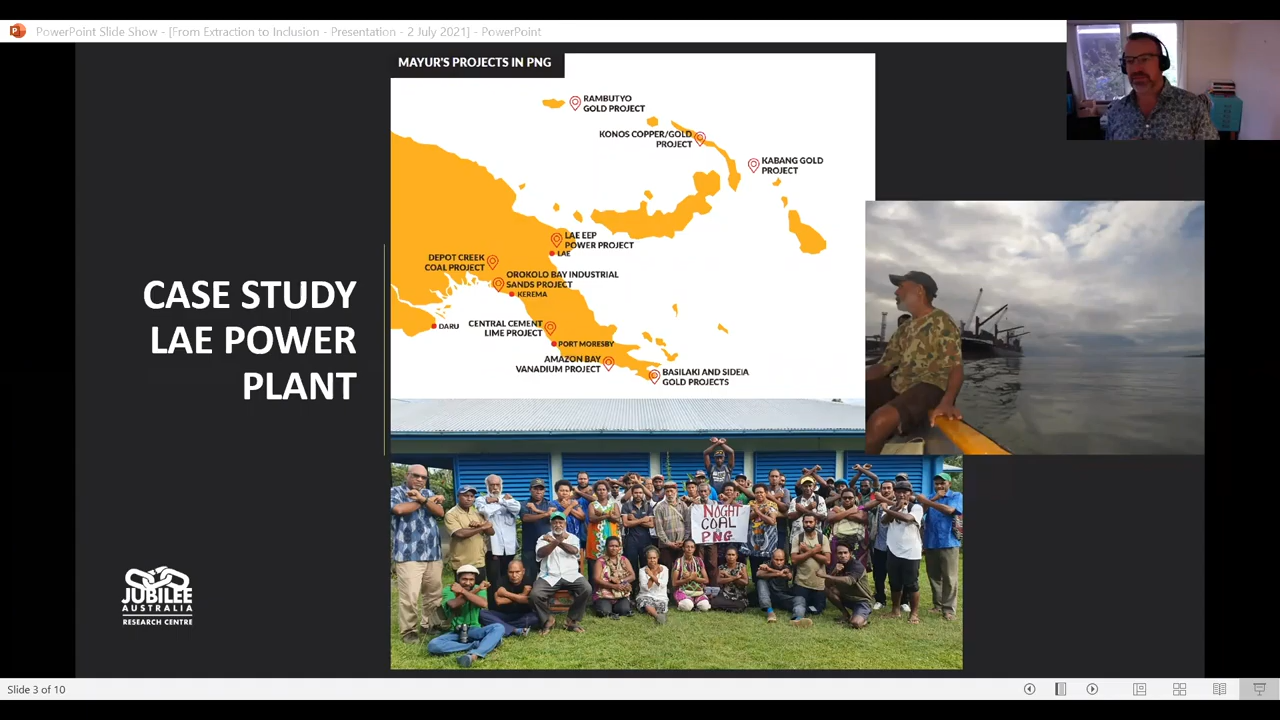 PowerPoint Slide Show - [From Extraction to Inclusion - Presentation - 2 July 2021] - PowerPoint
MAYUR'S PROJECTS IN PNG
RAMBUTYO
GOLD PROJECT
KONOS COPPER/GOLD
PROJECT
KABANG GOLD
PROJECT
LAE EEP
POWER PROJECT
LAE
DEPOT CREEK
COAL PROJECT
OROKOLO BAY INDUSTRIAL
SANDS PROJECT
KEREMA
DARU
CENTRAL CEMENT
LIME PROJECT
PORT MORESBY
AMAZON BAY
VANADIUM PROJECT
BASILAKI AND SIDEIA
GOLD PROJECTS
CASE STUDY
LAE POWER
PLANT
NOGAT
COAL
PNG
JUBILEE
AUSTRALIA
RESEARCH CENTRE
Slide 3 of 10